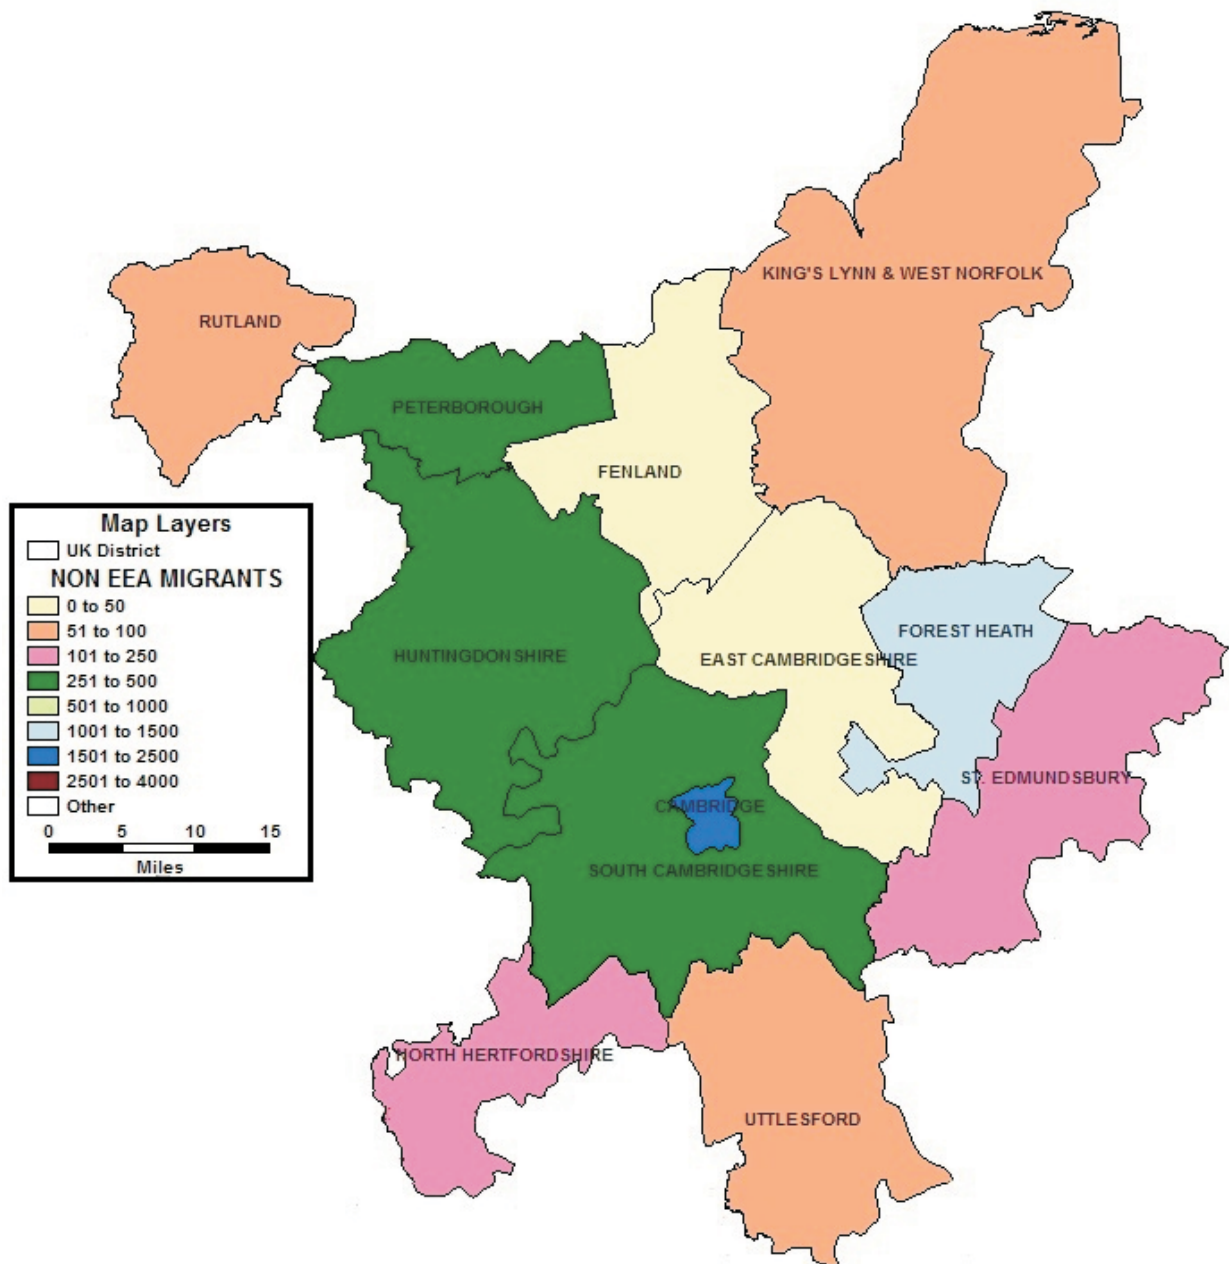 KING'S LYNN & WEST NORFOLK
RUTLAND
PETERBOROUGH
FENLAND
Map Layers
UK District
NON EEA MIGRANTS
0 to 50
51 to 100
101 to 250
251 to 500
501 to 1000
1001 to 1500
1501 to 2500
2501 to 4000
Other
0 5 10 15
Miles
FOREST HEATH
HUNTINGDONSHIRE
EAST CAMBRIDGESHIRE
ST. EDMUNDSBURY
CAMBRIDGE
SOUTH CAMBRIDGESHIRE
NORTH HERTFORDSHIRE
UTTLESFORD